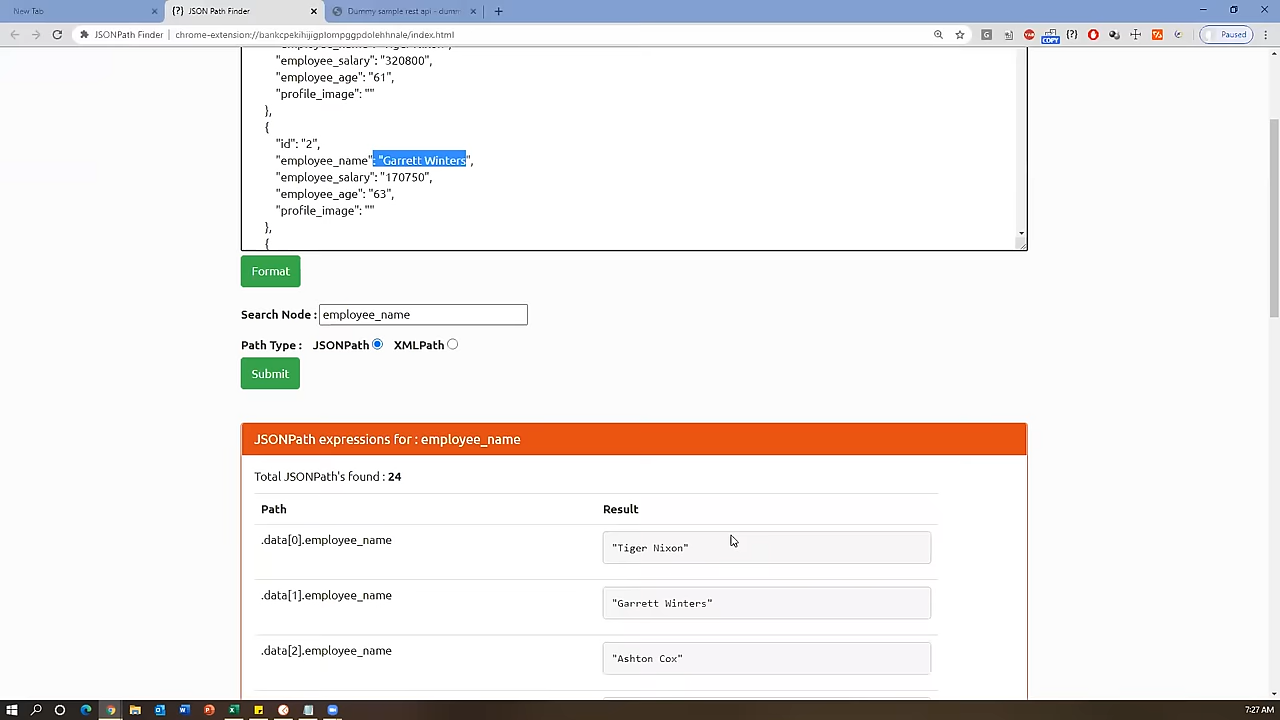 New Tab
{?} JSON Path Finder
Dummy sample rest api - dummy
JSONPath Finder | chrome-extension://bankcpekihijigptompgppdolehhnale/index.html
Paused
"employee_salary": "320800",
"employee_age": "61",
"profile_image": ""
},
{
"id": "2",
"employee_name": "Garrett Winters",
"employee_salary": "170750",
"employee_age": "63",
"profile_image": ""
},
{
Format
Search Node : employee_name
Path Type : JSONPath XMLPath
Submit
JSONPath expressions for : employee_name
Total JSONPath's found : 24
Path Result
.data[0].employee_name "Tiger Nixon"
.data[1].employee_name "Garrett Winters"
.data[2].employee_name "Ashton Cox"
7:27 AM